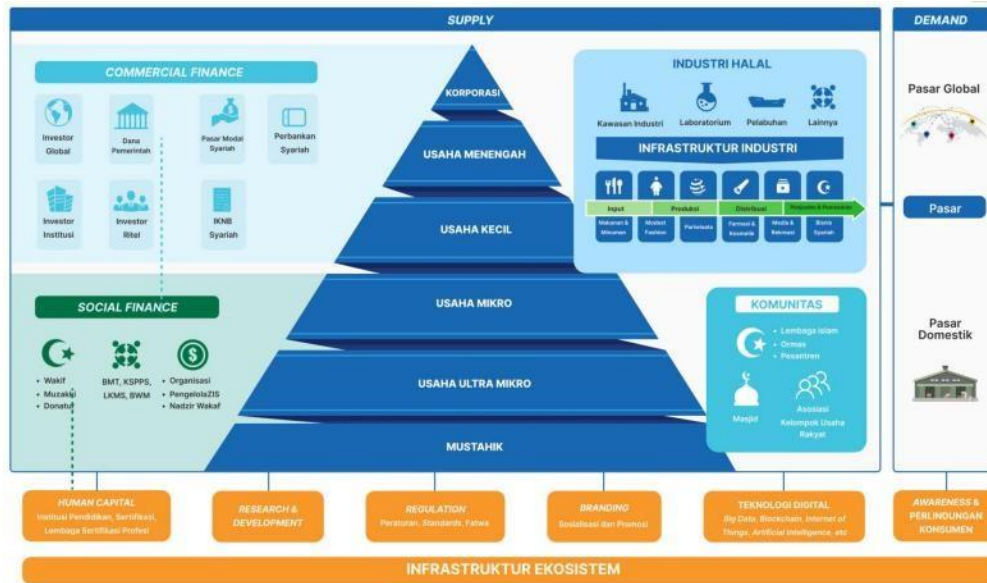 SUPPLY
DEMAND
COMMERCIAL FINANCE
Investor
Global
Dana
Pemerintah
Pasar Modal
Syariah
Perbankan
Syariah
Investor
Institusi
Investor
Ritel
IKNB
Syariah
SOCIAL FINANCE
• Wakif
• Muzakki
• Donatur
BMT, KSPPS,
LKMS, BWM
• Organisasi
• PengelolaZIS
• Nadzir Wakaf
KORPORASI
USAHA MENENGAH
USAHA KECIL
USAHA MIKRO
USAHA ULTRA MIKRO
MUSTAHIK
INDUSTRI HALAL
Kawasan Industri
Laboratorium
Pelabuhan
Lainnya
INFRASTRUKTUR INDUSTRI
Input
Produksi
Distribusi
Makanan &
Minuman
Modest
Fashion
Pariwisata
Farmasi &
Kosmetik
Media &
Rekreasi
Bisnis
Syariah
KOMUNITAS
• Lembaga Islam
• Ormas
• Pesantren
Masjid
Asosiasi
Kelompok Usaha
Rakyat
Pasar Global
Pasar
Pasar
Domestik
HUMAN CAPITAL
Institusi Pendidikan, Sertifikasi,
Lembaga Sertifikasi Profesi
RESEARCH &
DEVELOPMENT
REGULATION
Peraturan, Standards, Fatwa
BRANDING
Sosialisasi dan Promosi
TEKNOLOGI DIGITAL
Big Data, Blockchain, Internet of
Things, Artificial Intelligence, etc
AWARENESS &
PERLINDUNGAN
KONSUMEN
INFRASTRUKTUR EKOSISTEM